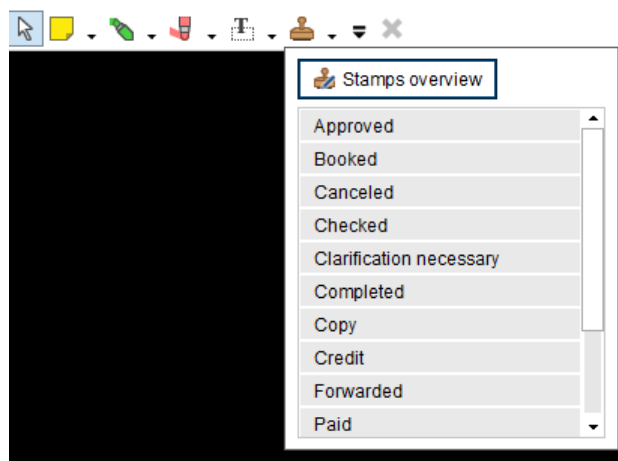 T
Stamps overview
Approved
Booked
Canceled
Checked
Clarification necessary
Completed
Copy
Credit
Forwarded
Paid